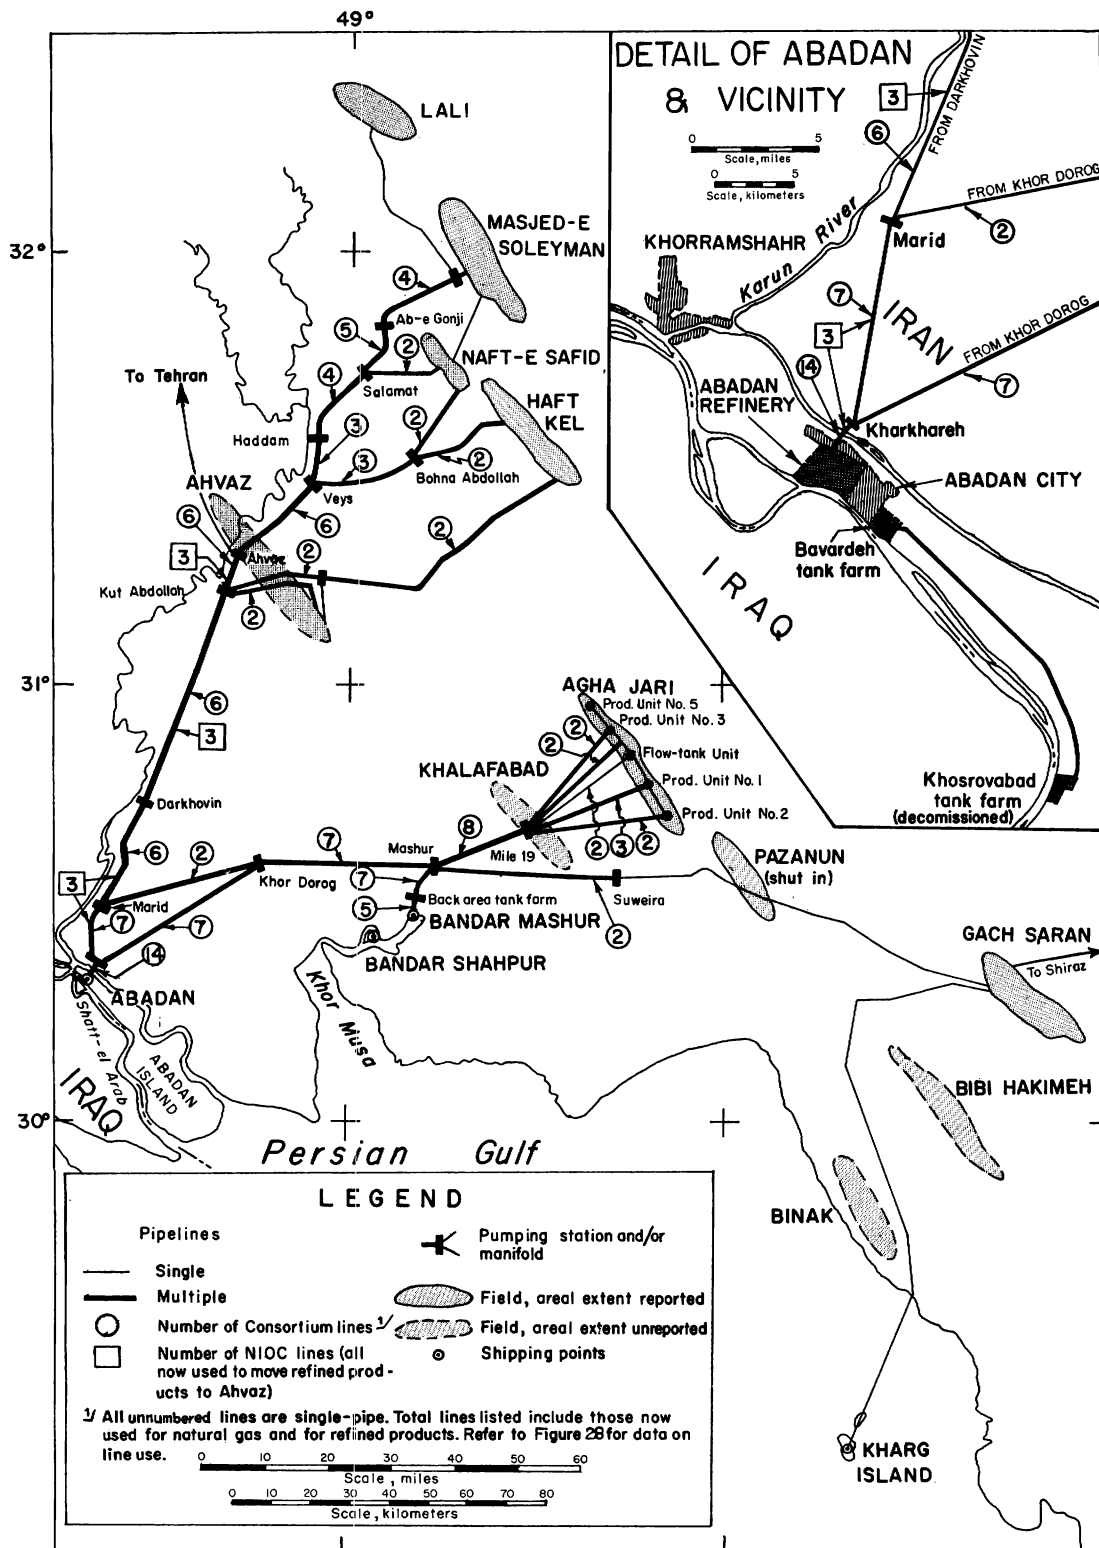 49°
DETAIL OF ABADAN
& VICINITY
0 5
Scale, miles
0 5
Scale, kilometers
3
FROM DARKHOVIN
6
FROM KHOR DOROG
2
Marid
Karun River
KHORRAMSHAHR
7
IRAN
3
FROM KHOR DOROG
7
14
ABADAN
REFINERY
Kharkhareh
ABADAN CITY
Bavardeh
tank farm
IRAQ
Khosrovabad
tank farm
(decomissioned)
LALI
32°
MASJED-E
SOLEYMAN
4
Ab-e Gonji
5
2
NAFT-E SAFID
To Tehran
Salamat
4
HAFT
KEL
2
Haddam
3
3
2
Bohna Abdollah
AHVAZ
Veys
6
6
2
3
Ahvaz
2
Kut Abdollah
2
31°
6
3
AGHA JARI
Prod. Unit No. 5
Prod. Unit No. 3
2
2
Flow-tank Unit
KHALAFABAD
Prod. Unit No. 1
Prod. Unit No. 2
Darkhovin
8
2
3
2
6
2
7
Mashur
Mile 19
PAZANUN
(shut in)
3
Khor Dorog
7
Back area tank farm
Suweira
Marid
7
7
5
BANDAR MASHUR
2
GACH SARAN
14
BANDAR SHAHPUR
To Shiraz
ABADAN
Khor Musa
Shatt-el Arab
ABADAN
ISLAND
IRAQ
BIBI HAKIMEH
30°
Persian Gulf
BINAK
KHARG
ISLAND
LEGEND
Pipelines
Single
Multiple
Number of Consortium lines 1/
Number of NIOC lines (all
now used to move refined prod-
ucts to Ahvaz)
Pumping station and/or
manifold
Field, areal extent reported
Field, areal extent unreported
Shipping points
1/ All unnumbered lines are single-pipe. Total lines listed include those now
used for natural gas and for refined products. Refer to Figure 28 for data on
line use.
0 10 20 30 40 50 60
Scale, miles
0 10 20 30 40 50 60 70 80
Scale, kilometers